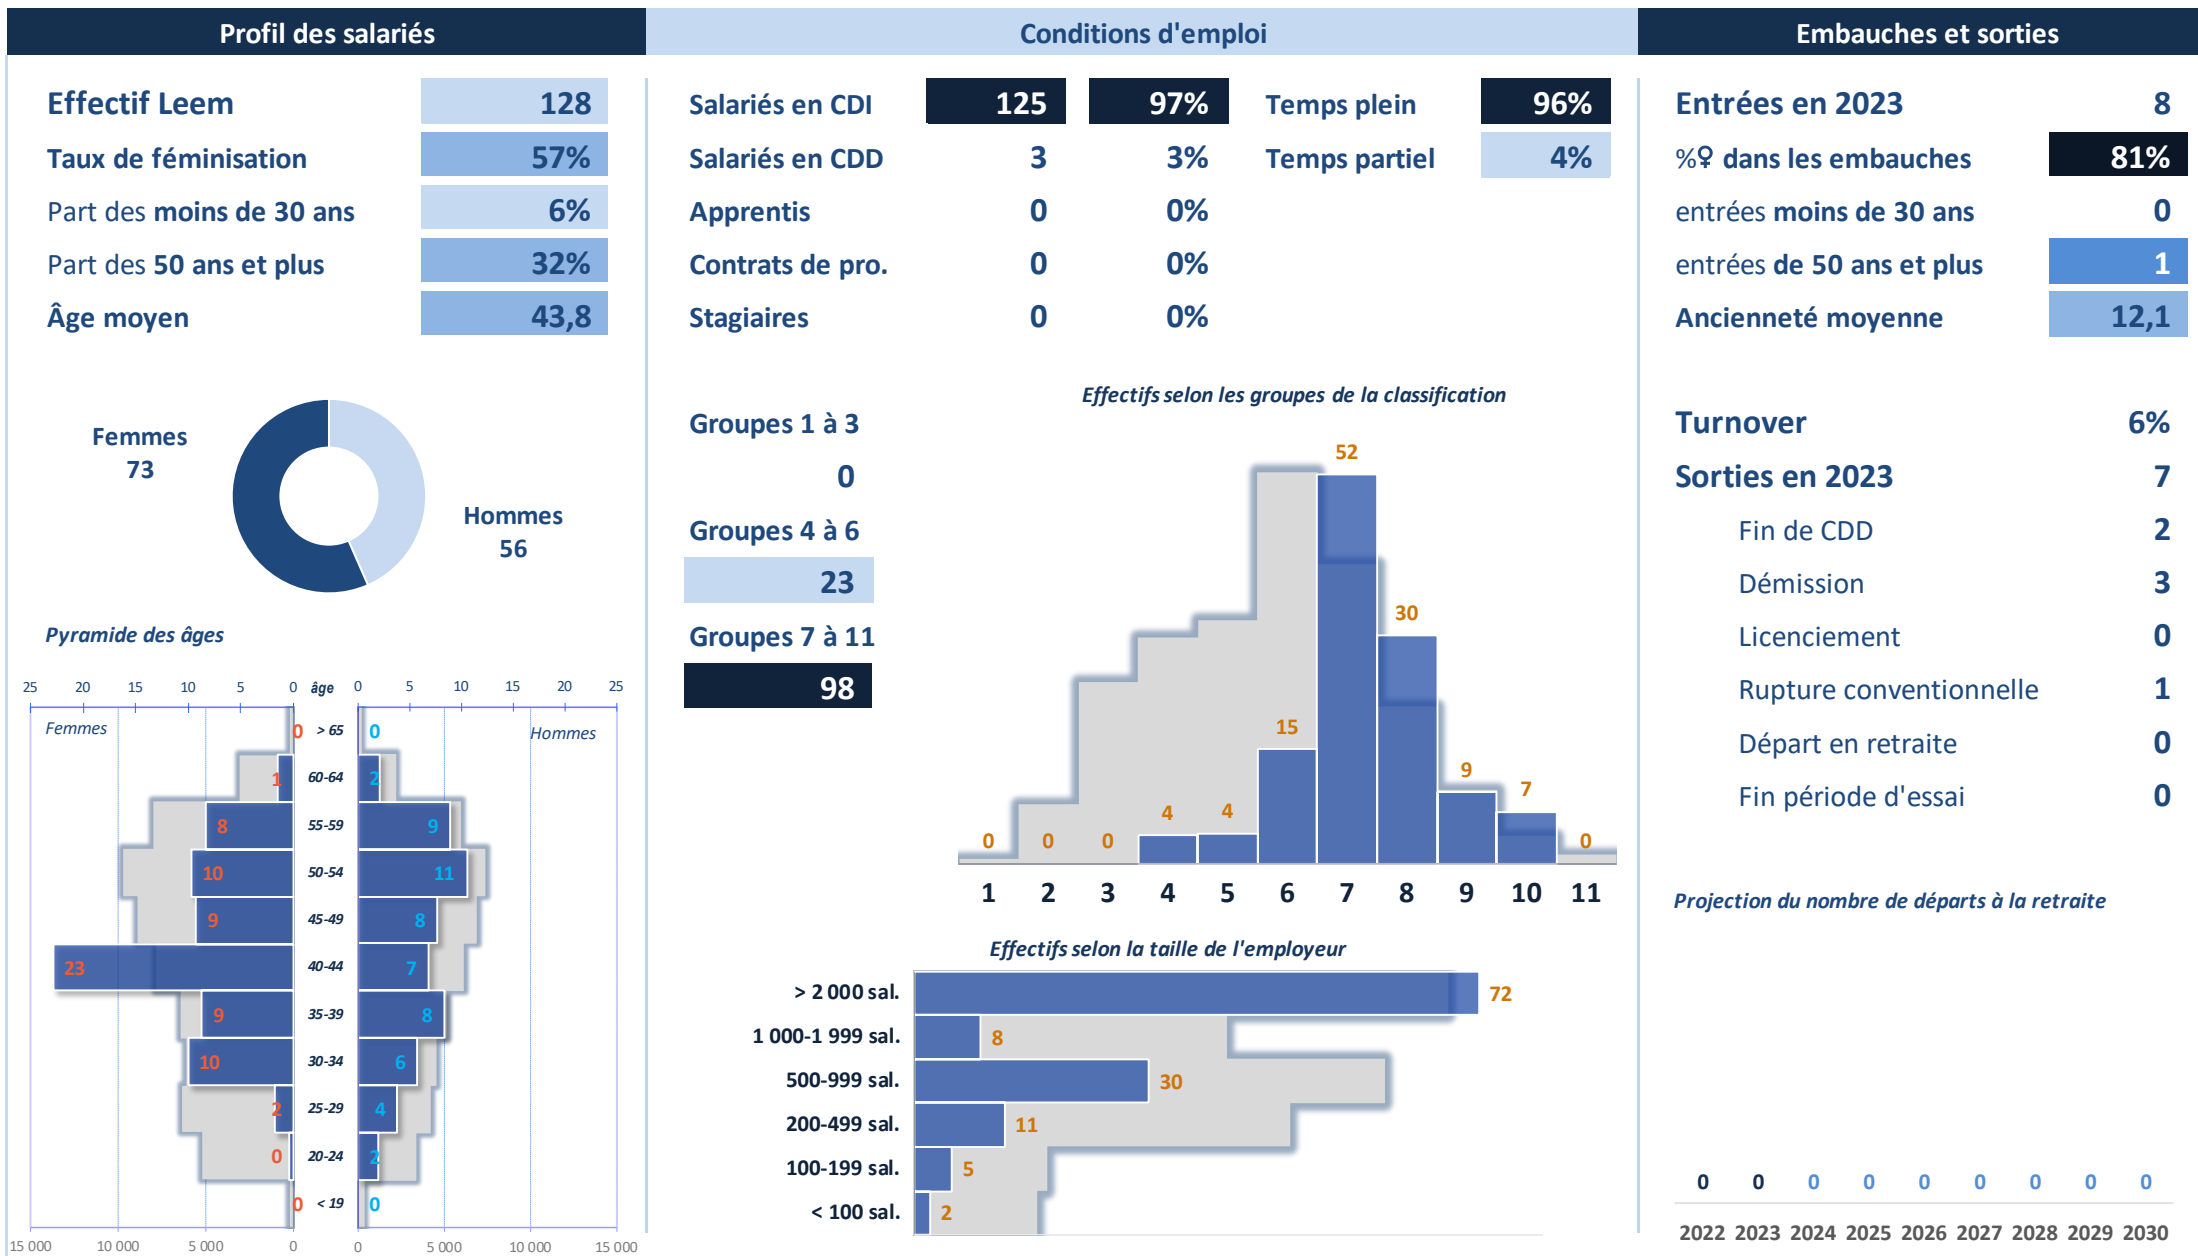 Profil des salariés
Effectif Leem 128
Taux de féminisation 57%
Part des moins de 30 ans 6%
Part des 50 ans et plus 32%
Âge moyen 43,8
Femmes
73
Hommes
56
Pyramide des âges
25 20 15 10 5 0 âge 0 5 10 15 20 25
Femmes Hommes
0 > 65 0
1 60-64 2
8 55-59 9
10 50-54 11
9 45-49 8
23 40-44 7
9 35-39 8
10 30-34 6
2 25-29 4
0 20-24 2
0 < 19 0
15 000 10 000 5 000 0 0 5 000 10 000 15 000
Conditions d'emploi
Salariés en CDI 125 97% Temps plein 96%
Salariés en CDD 3 3% Temps partiel 4%
Apprentis 0 0%
Contrats de pro. 0 0%
Stagiaires 0 0%
Groupes 1 à 3
0
Groupes 4 à 6
23
Groupes 7 à 11
98
Effectifs selon les groupes de la classification
0 0 0 4 4 15 52 30 9 7 0
1 2 3 4 5 6 7 8 9 10 11
Effectifs selon la taille de l'employeur
> 2 000 sal. 72
1 000-1 999 sal. 8
500-999 sal. 30
200-499 sal. 11
100-199 sal. 5
< 100 sal. 2
Embauches et sorties
Entrées en 2023 8
%♀ dans les embauches 81%
entrées moins de 30 ans 0
entrées de 50 ans et plus 1
Ancienneté moyenne 12,1
Turnover 6%
Sorties en 2023 7
Fin de CDD 2
Démission 3
Licenciement 0
Rupture conventionnelle 1
Départ en retraite 0
Fin période d'essai 0
Projection du nombre de départs à la retraite
0 0 0 0 0 0 0 0 0
2022 2023 2024 2025 2026 2027 2028 2029 2030